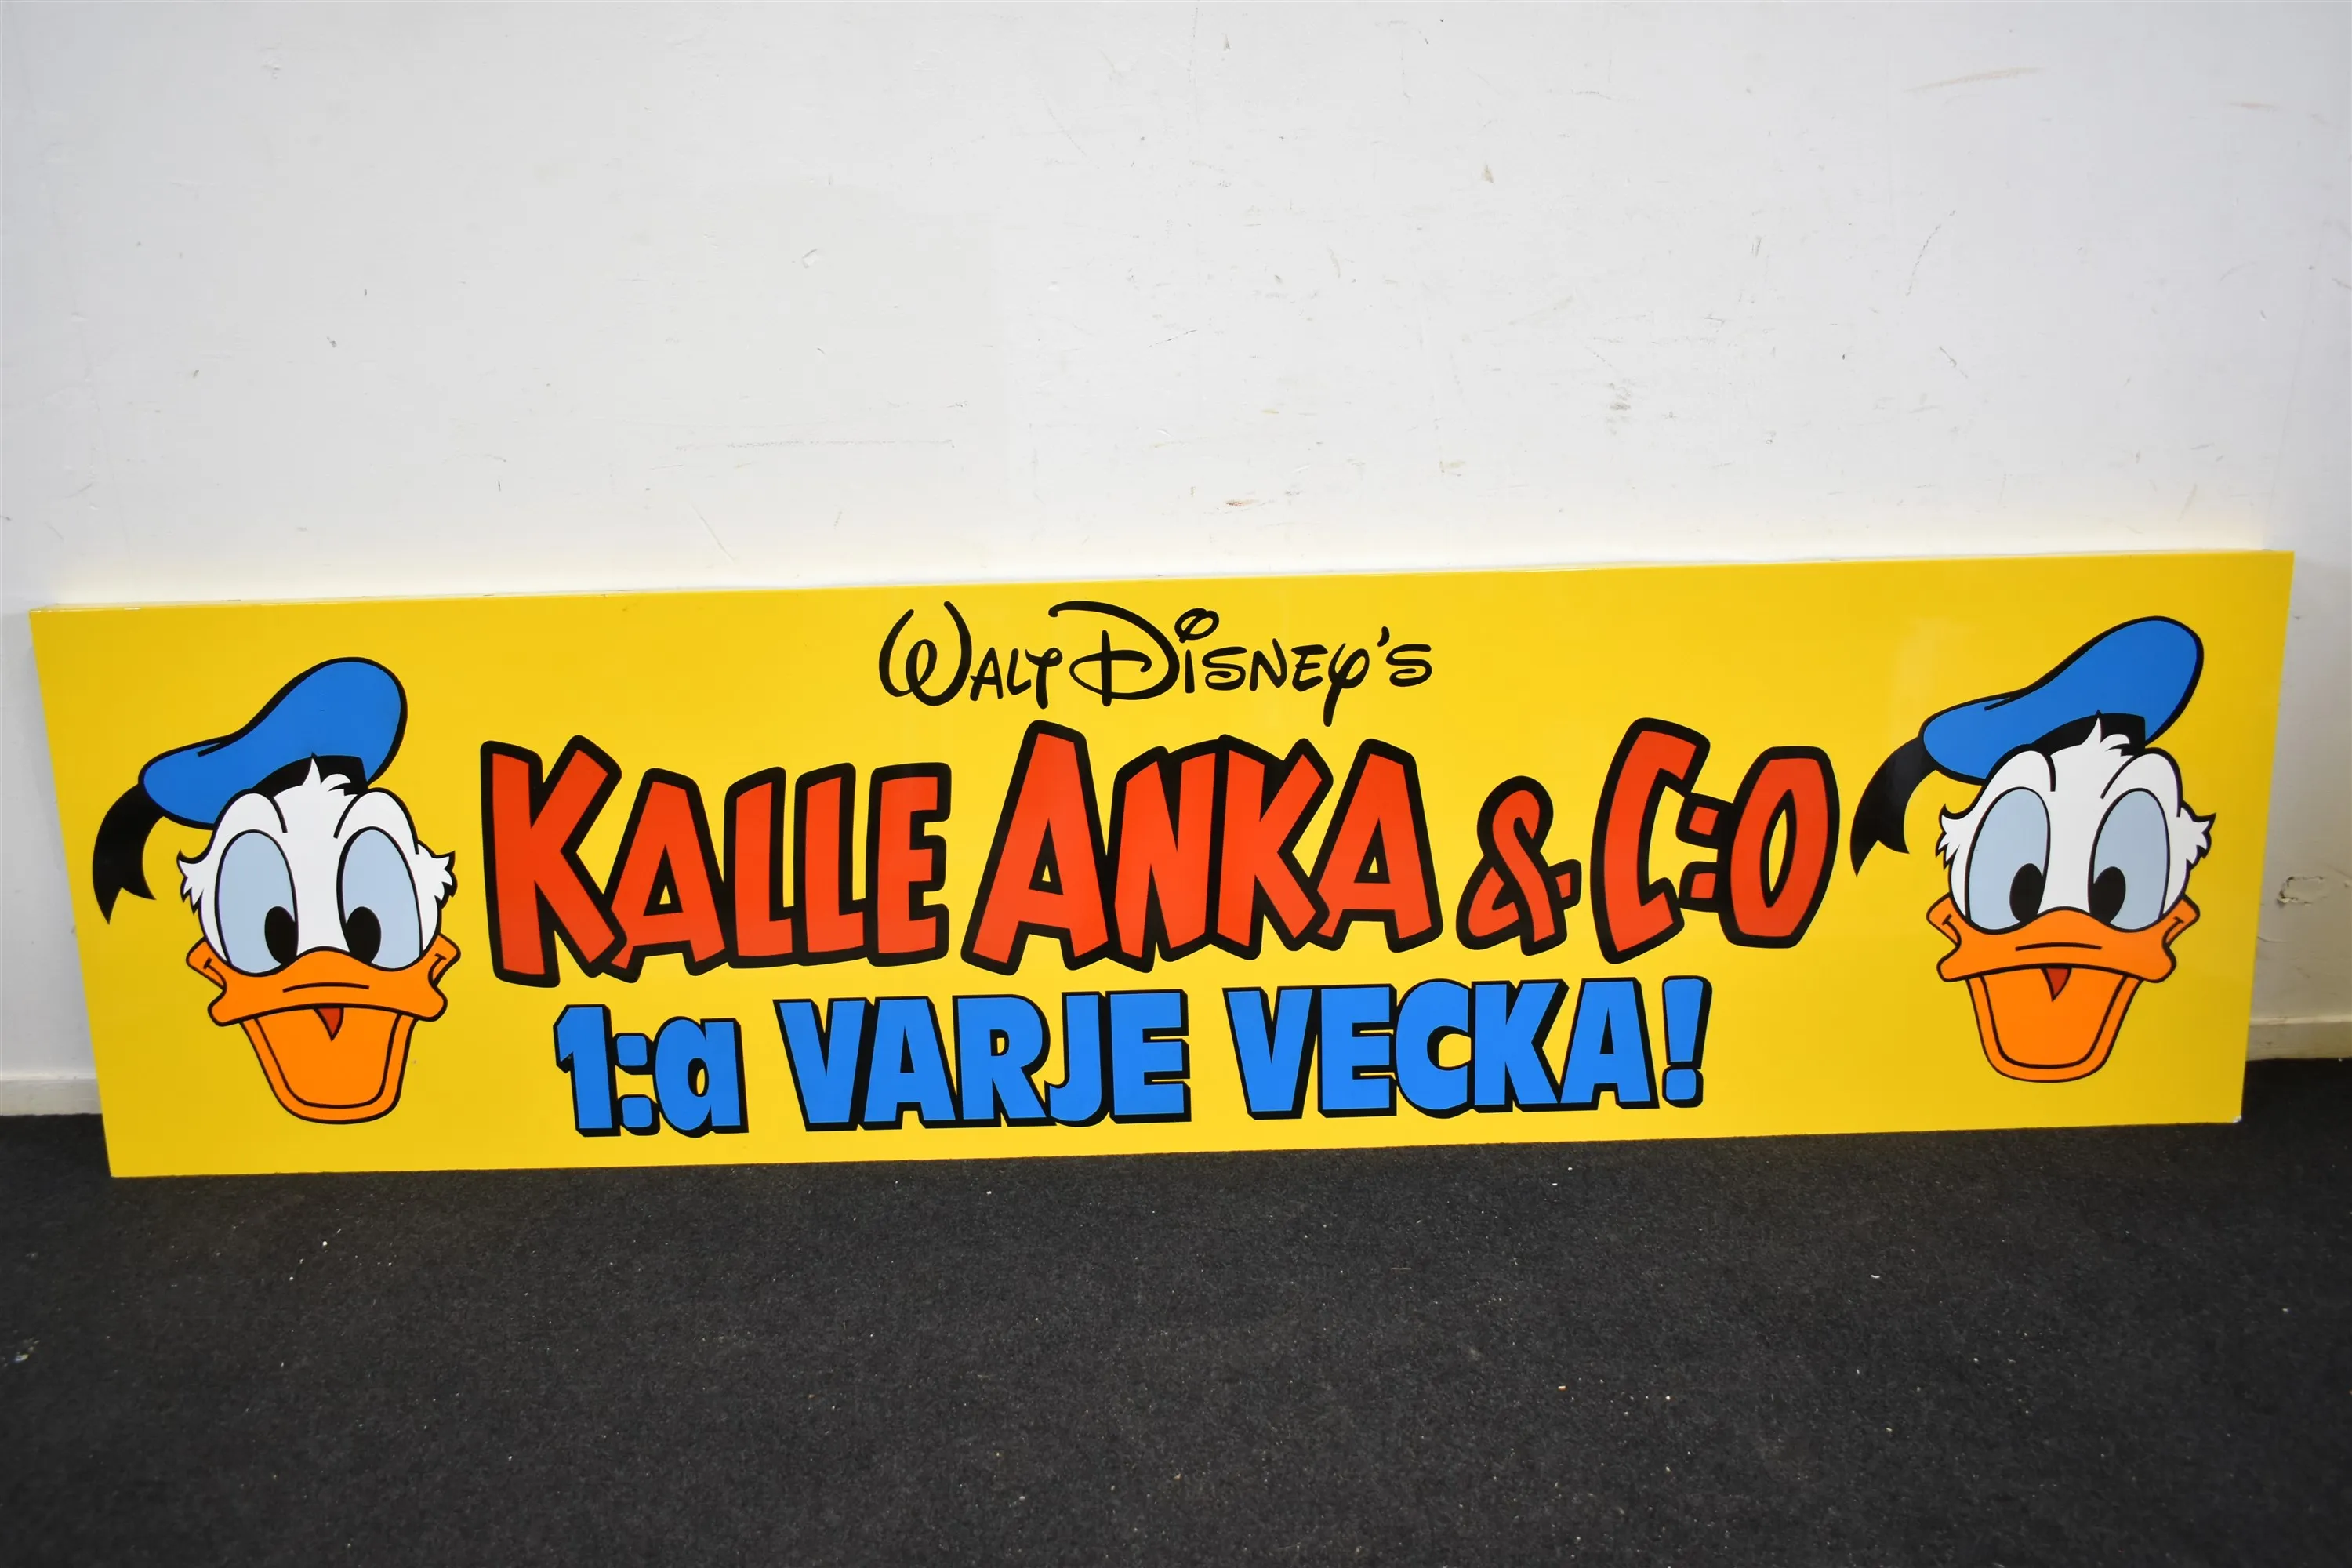 WALT DISNEY'S
KALLE ANKA & C:O
1:a VARJE VECKA!